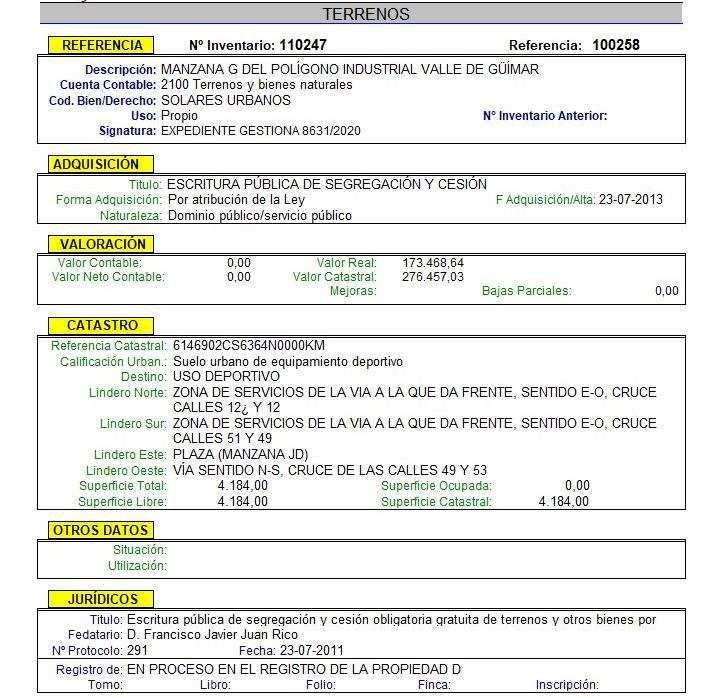 TERRENOS
REFERENCIA Nº Inventario: 110247 Referencia: 100258
Descripción: MANZANA G DEL POLÍGONO INDUSTRIAL VALLE DE GÜÍMAR
Cuenta Contable: 2100 Terrenos y bienes naturales
Cod. Bien/Derecho: SOLARES URBANOS
Uso: Propio Nº Inventario Anterior:
Signatura: EXPEDIENTE GESTIONA 8631/2020
ADQUISICIÓN
Titulo: ESCRITURA PÚBLICA DE SEGREGACIÓN Y CESIÓN
Forma Adquisición: Por atribución de la Ley F Adquisición/Alta: 23-07-2013
Naturaleza: Dominio público/servicio público
VALORACIÓN
Valor Contable: 0,00 Valor Real: 173.468,64
Valor Neto Contable: 0,00 Valor Catastral: 276.457,03
Mejoras: Bajas Parciales: 0,00
CATASTRO
Referencia Catastral: 6146902CS6364N0000KM
Calificación Urban.: Suelo urbano de equipamiento deportivo
Destino: USO DEPORTIVO
Lindero Norte: ZONA DE SERVICIOS DE LA VIA A LA QUE DA FRENTE, SENTIDO E-O, CRUCE
CALLES 12¿ Y 12
Lindero Sur: ZONA DE SERVICIOS DE LA VIA A LA QUE DA FRENTE, SENTIDO E-O, CRUCE
CALLES 51 Y 49
Lindero Este: PLAZA (MANZANA JD)
Lindero Oeste: VÍA SENTIDO N-S, CRUCE DE LAS CALLES 49 Y 53
Superficie Total: 4.184,00 Superficie Ocupada: 0,00
Superficie Libre: 4.184,00 Superficie Catastral: 4.184,00
OTROS DATOS
Situación:
Utilización:
JURÍDICOS
Titulo: Escritura pública de segregación y cesión obligatoria gratuita de terrenos y otros bienes por
Fedatario: D. Francisco Javier Juan Rico
Nº Protocolo: 291 Fecha: 23-07-2011
Registro de: EN PROCESO EN EL REGISTRO DE LA PROPIEDAD D
Tomo: Libro: Folio: Finca: Inscripción: